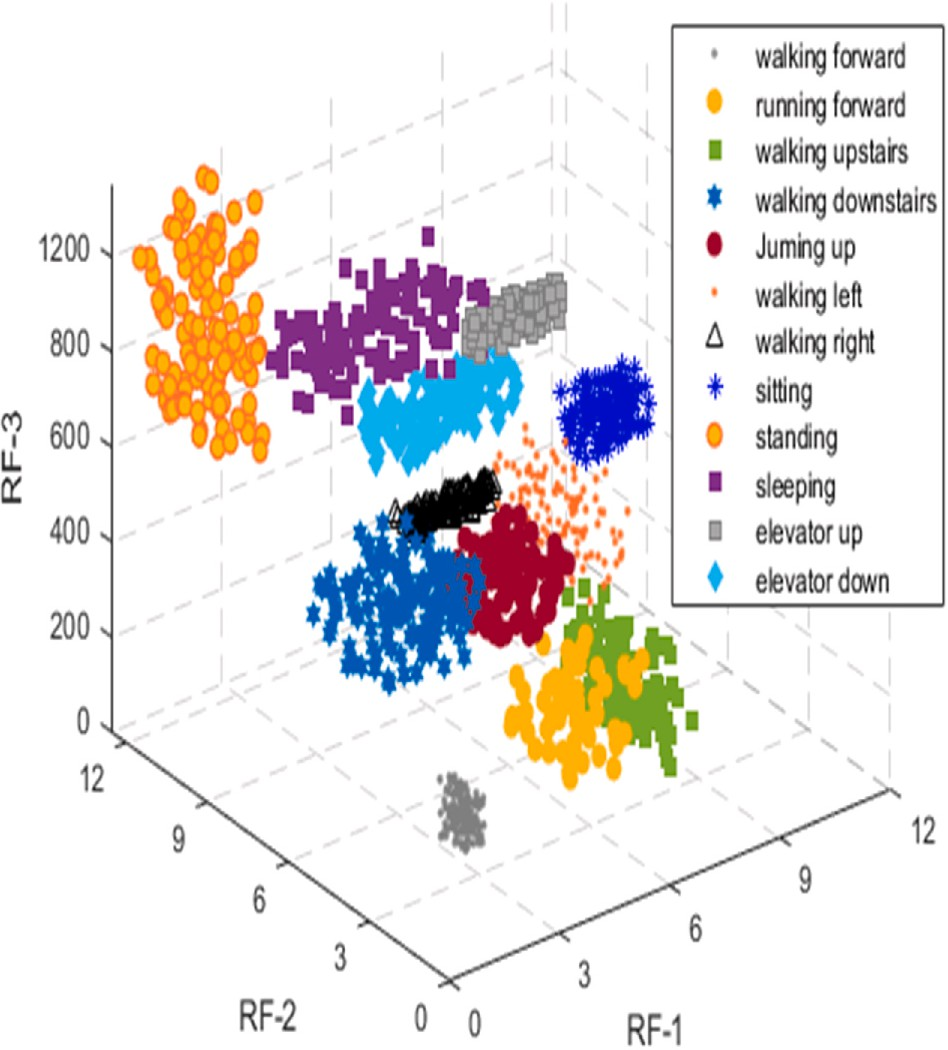 walking forward
running forward
walking upstairs
walking downstairs
Juming up
walking left
walking right
sitting
standing
sleeping
elevator up
elevator down
RF-3
1200
800
600
400
200
0
12
9
6
3
0
RF-2
0
3
6
9
12
RF-1